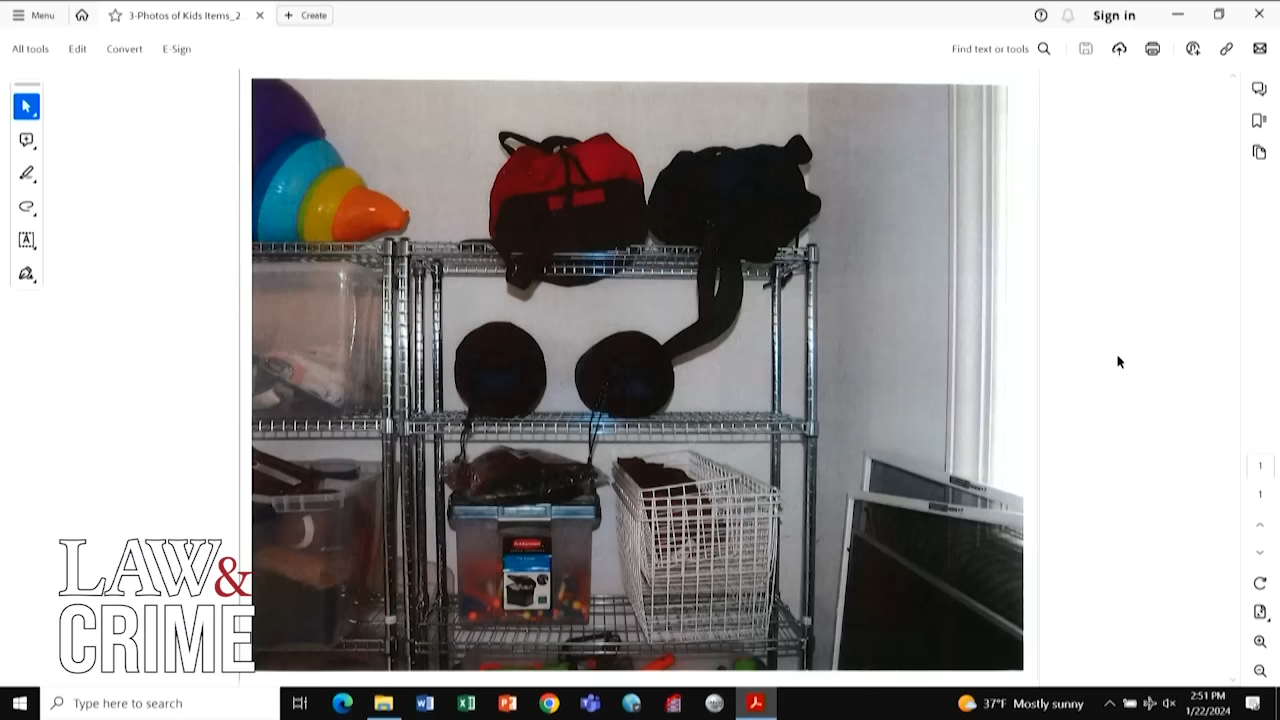 Menu
3-Photos of Kids Items_2...
Create
Sign in
All tools
Edit
Convert
E-Sign
Find text or tools
1
1
LAW&
CRIME
Type here to search
37°F Mostly sunny
2:51 PM
1/22/2024